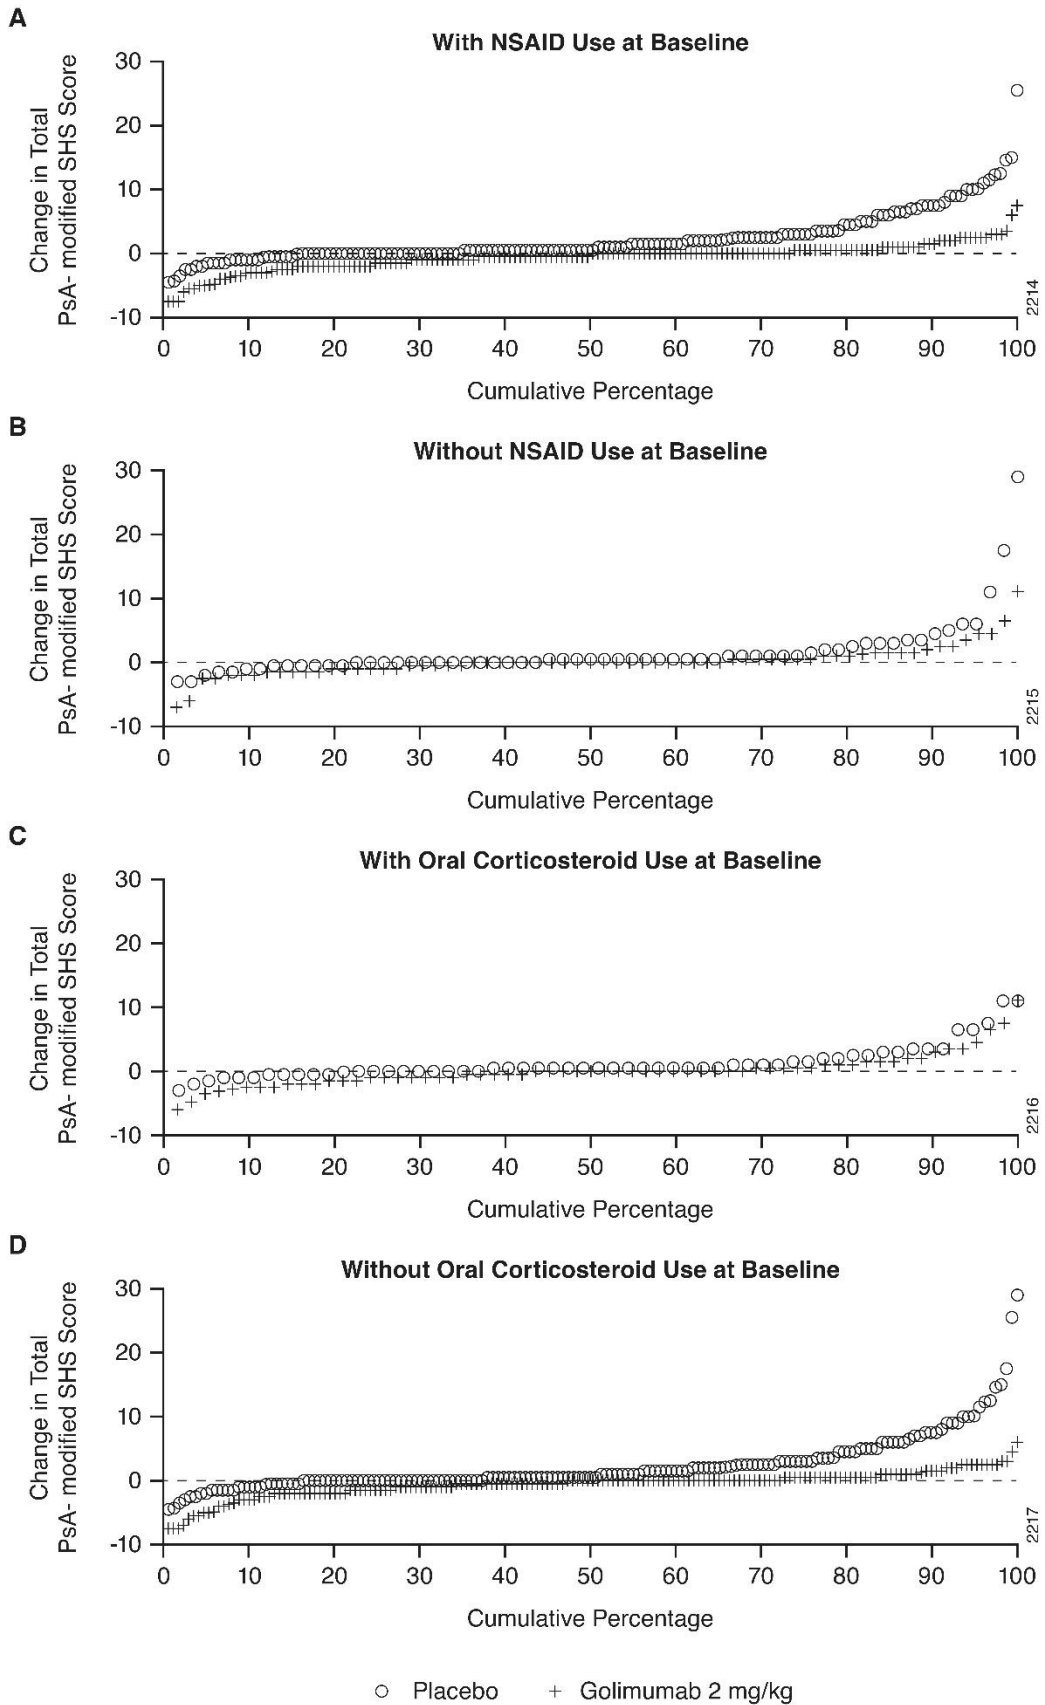 A
With NSAID Use at Baseline
Change in Total
PsA- modified SHS Score
30
20
10
0
-10
0 10 20 30 40 50 60 70 80 90 100
Cumulative Percentage
2214
B
Without NSAID Use at Baseline
Change in Total
PsA- modified SHS Score
30
20
10
0
-10
0 10 20 30 40 50 60 70 80 90 100
Cumulative Percentage
2215
C
With Oral Corticosteroid Use at Baseline
Change in Total
PsA- modified SHS Score
30
20
10
0
-10
0 10 20 30 40 50 60 70 80 90 100
Cumulative Percentage
2216
D
Without Oral Corticosteroid Use at Baseline
Change in Total
PsA- modified SHS Score
30
20
10
0
-10
0 10 20 30 40 50 60 70 80 90 100
Cumulative Percentage
2217
Placebo Golimumab 2 mg/kg